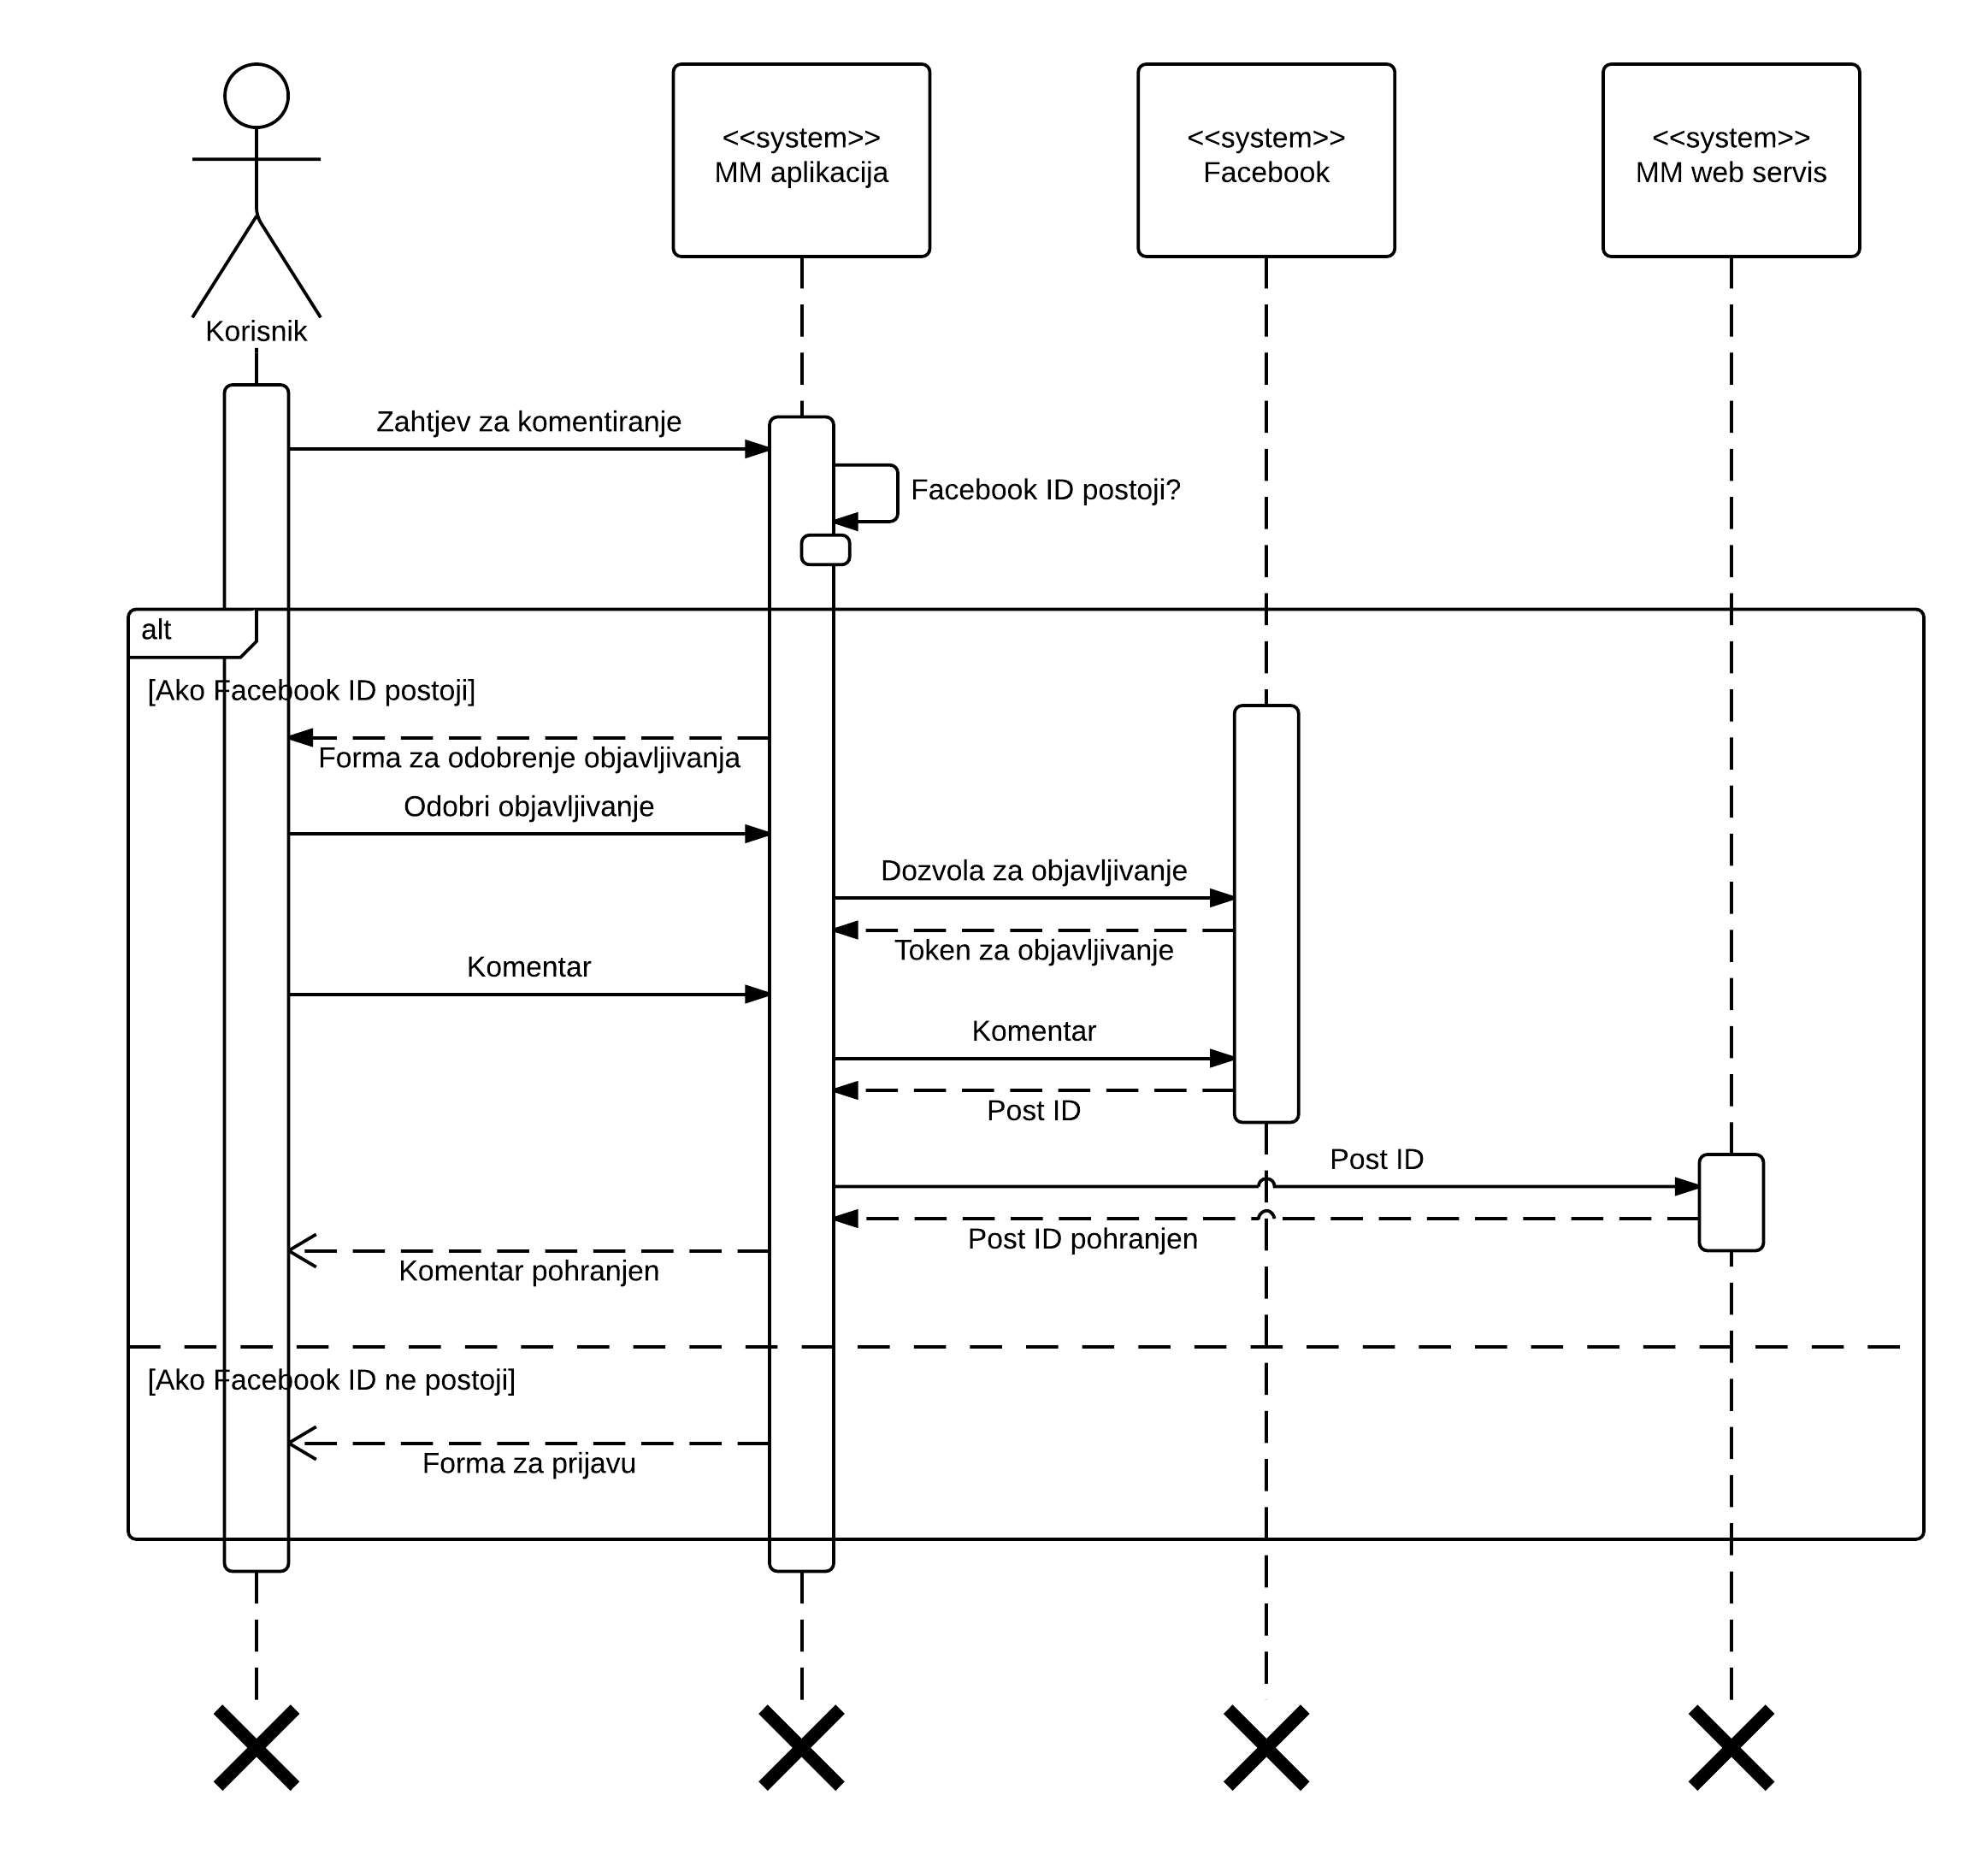 <<system>>
MM aplikacija
<<system>>
Facebook
<<system>>
MM web servis
Korisnik
Zahtjev za komentiranje
Facebook ID postoji?
alt
[Ako Facebook ID postoji]
Forma za odobrenje objavljivanja
Odobri objavljivanje
Dozvola za objavljivanje
Token za objavljivanje
Komentar
Komentar
Post ID
Post ID
Post ID pohranjen
Komentar pohranjen
[Ako Facebook ID ne postoji]
Forma za prijavu